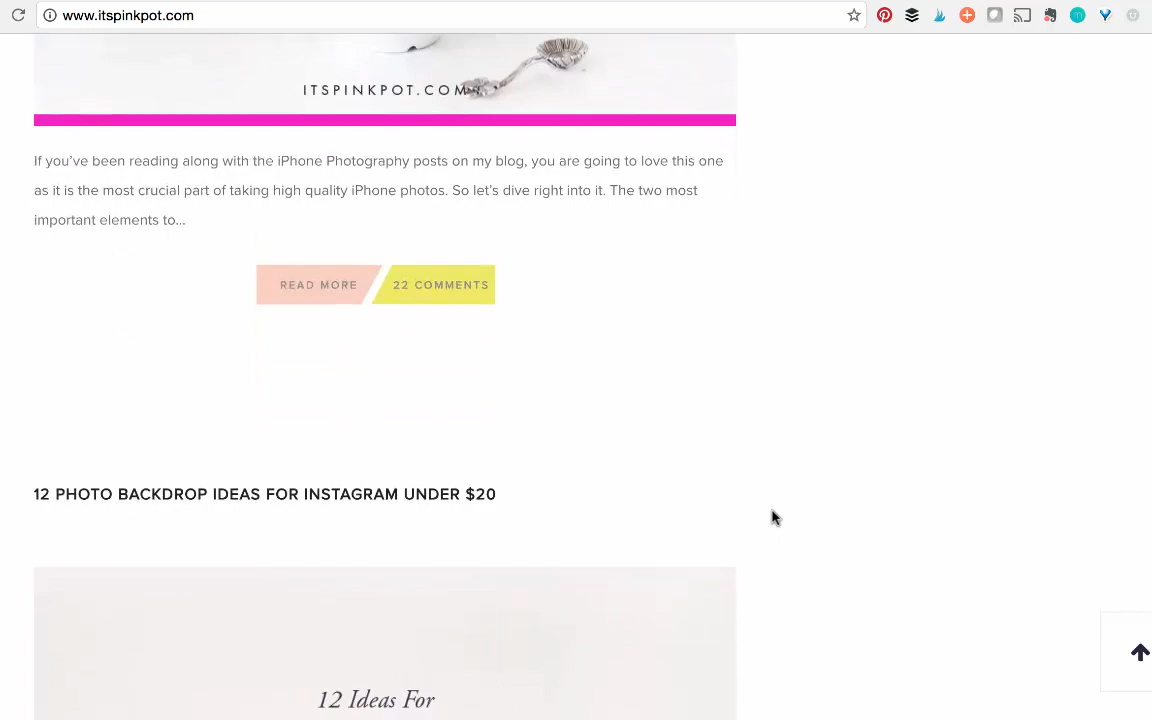 www.itspinkpot.com
ITSPINKPOT.COM
If you’ve been reading along with the iPhone Photography posts on my blog, you are going to love this one
as it is the most crucial part of taking high quality iPhone photos. So let’s dive right into it. The two most
important elements to...
READ MORE
22 COMMENTS
12 PHOTO BACKDROP IDEAS FOR INSTAGRAM UNDER $20
12 Ideas For